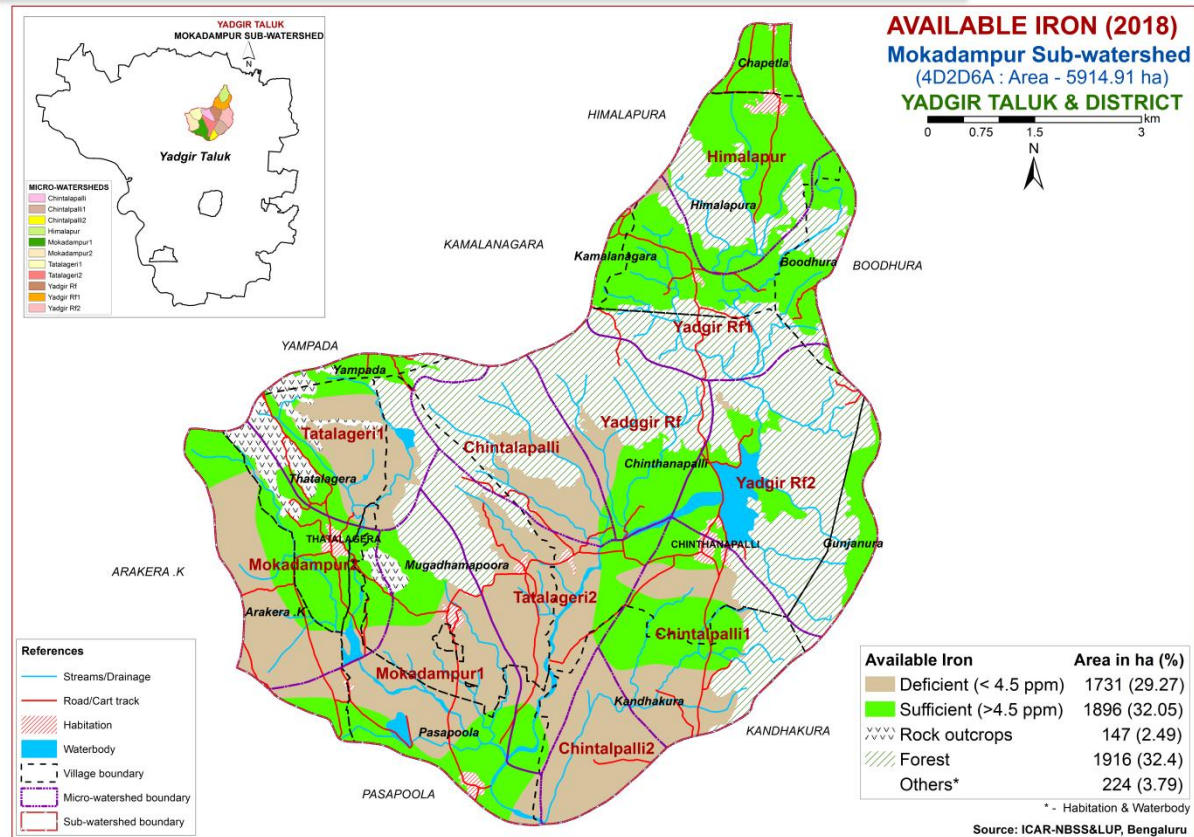 YADGIR TALUK
MOKADAMPUR SUB-WATERSHED
N
Yadgir Taluk
MICRO-WATERSHEDS
Chintalapalli
Chintalpalli1
Chintalpalli2
Himalapur
Mokadampur1
Mokadampur2
Tatalageri1
Tatalageri2
Yadgir Rf
Yadgir Rf1
Yadgir Rf2
AVAILABLE IRON (2018)
Mokadampur Sub-watershed
(4D2D6A : Area - 5914.91 ha)
YADGIR TALUK & DISTRICT
km
0 0.75 1.5 3
N
Chapetla
HIMALAPURA
Himalapur
Himalapura
KAMALANAGARA
Kamalanagara
Boodhura
BOODHURA
Yadgir Rf1
YAMPADA
Yampada
Yadggir Rf
Tatalageri1
Chintalapalli
Chinthanapalli
Thatalagera
Yadgir Rf2
THATALAGERA
CHINTHANAPALLI
Gunjanura
ARAKERA .K
Mokadampur2
Mugadhamapoora
Tatalageri2
Arakera .K
Chintalpalli1
Mokadampur1
Kandhakura
Pasapoola
Chintalpalli2
KANDHAKURA
PASAPOOLA
References
Streams/Drainage
Road/Cart track
Habitation
Waterbody
Village boundary
Micro-watershed boundary
Sub-watershed boundary
Available Iron Area in ha (%)
Deficient (< 4.5 ppm) 1731 (29.27)
Sufficient (>4.5 ppm) 1896 (32.05)
Rock outcrops 147 (2.49)
Forest 1916 (32.4)
Others* 224 (3.79)
* - Habitation & Waterbody
Source: ICAR-NBSS&LUP, Bengaluru